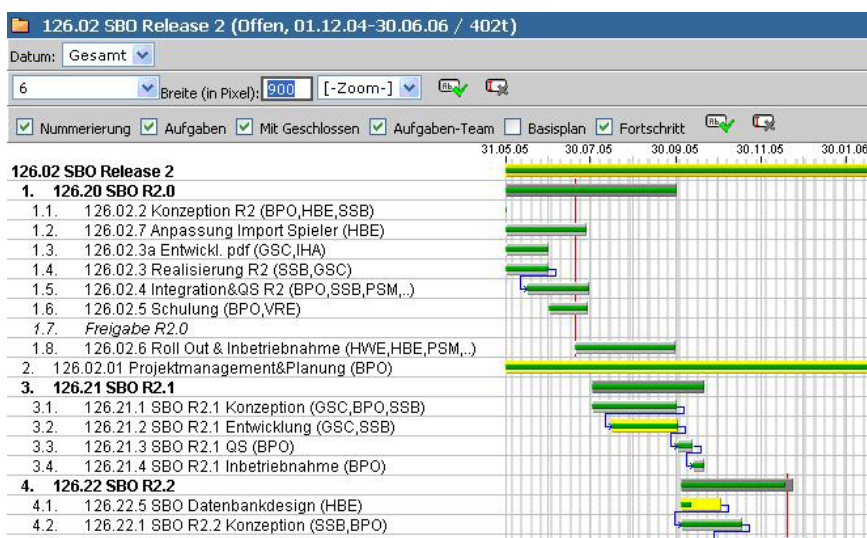 126.02 SBO Release 2 (Offen, 01.12.04-30.06.06 / 402t)
Datum: Gesamt
6 Breite (in Pixel): 900 [-Zoom-]
Nummerierung Aufgaben Mit Geschlossen Aufgaben-Team Basisplan Fortschritt
31.05.05 30.07.05 30.09.05 30.11.05 30.01.06
126.02 SBO Release 2
1. 126.20 SBO R2.0
1.1. 126.02.2 Konzeption R2 (BPO,HBE,SSB)
1.2. 126.02.7 Anpassung Import Spieler (HBE)
1.3. 126.02.3a Entwickl. pdf (GSC,IHA)
1.4. 126.02.3 Realisierung R2 (SSB,GSC)
1.5. 126.02.4 Integration&QS R2 (BPO,SSB,PSM,..)
1.6. 126.02.5 Schulung (BPO,VRE)
1.7. Freigabe R2.0
1.8. 126.02.6 Roll Out & Inbetriebnahme (HWE,HBE,PSM,..)
2. 126.02.01 Projektmanagement&Planung (BPO)
3. 126.21 SBO R2.1
3.1. 126.21.1 SBO R2.1 Konzeption (GSC,BPO,SSB)
3.2. 126.21.2 SBO R2.1 Entwicklung (GSC,SSB)
3.3. 126.21.3 SBO R2.1 QS (BPO)
3.4. 126.21.4 SBO R2.1 Inbetriebnahme (BPO)
4. 126.22 SBO R2.2
4.1. 126.22.5 SBO Datenbankdesign (HBE)
4.2. 126.22.1 SBO R2.2 Konzeption (SSB,BPO)